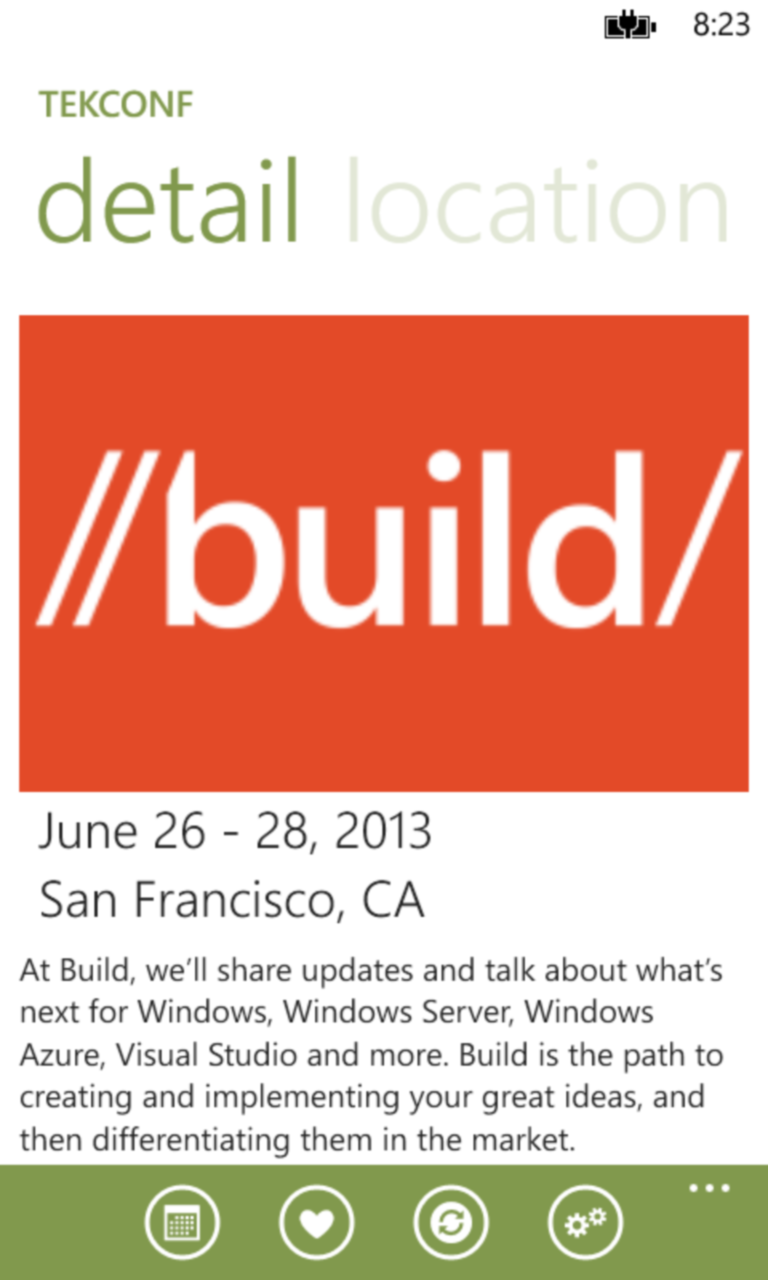 8:23
TEKCONF
detail location
//build/
June 26 - 28, 2013
San Francisco, CA
At Build, we'll share updates and talk about what's
next for Windows, Windows Server, Windows
Azure, Visual Studio and more. Build is the path to
creating and implementing your great ideas, and
then differentiating them in the market.